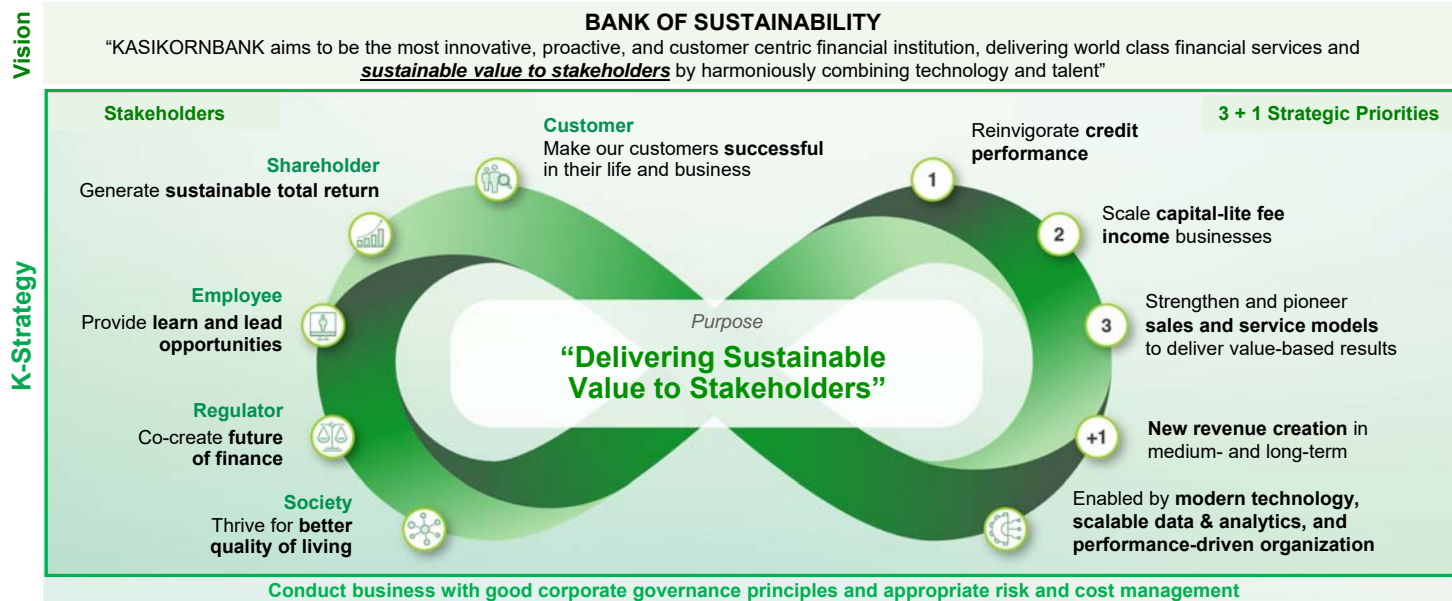 Vision
BANK OF SUSTAINABILITY
“KASIKORNBANK aims to be the most innovative, proactive, and customer centric financial institution, delivering world class financial services and
sustainable value to stakeholders by harmoniously combining technology and talent”
K-Strategy
Stakeholders
Customer
Make our customers successful
in their life and business
Shareholder
Generate sustainable total return
Employee
Provide learn and lead
opportunities
Regulator
Co-create future
of finance
Society
Thrive for better
quality of living
Purpose
“Delivering Sustainable
Value to Stakeholders”
3 + 1 Strategic Priorities
1
Reinvigorate credit
performance
2
Scale capital-lite fee
income businesses
3
Strengthen and pioneer
sales and service models
to deliver value-based results
+1
New revenue creation in
medium- and long-term
Enabled by modern technology,
scalable data & analytics, and
performance-driven organization
Conduct business with good corporate governance principles and appropriate risk and cost management